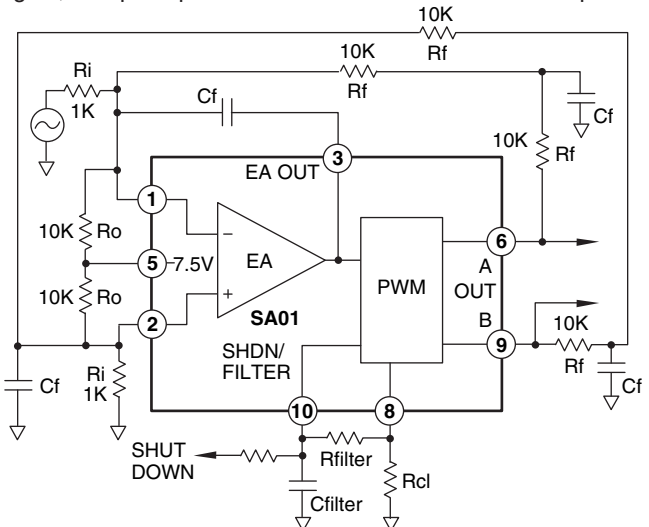 10K
Rf
10K
Rf
Ri
1K
Cf
Cf
10K
Rf
3
EA OUT
1
10K
Ro
5
7.5V
EA
6
A
OUT
PWM
10K
Ro
2
SA01
B
9
10K
Rf
Cf
SHDN/
FILTER
Cf
Ri
1K
10
8
SHUT
DOWN
Rfilter
Cfilter
Rcl